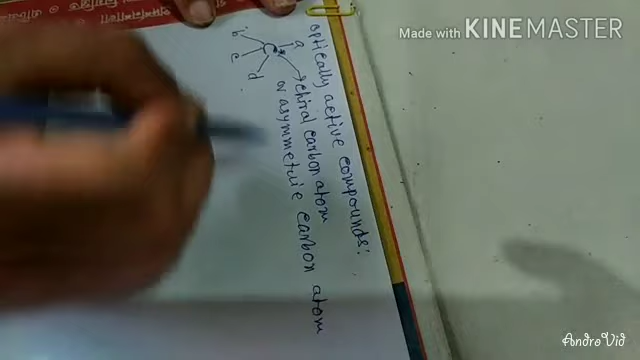 optically active compounds:
a
b C* → chiral carbon atom
c d or asymmetric carbon atom
Made with KINEMASTER
AndroVid